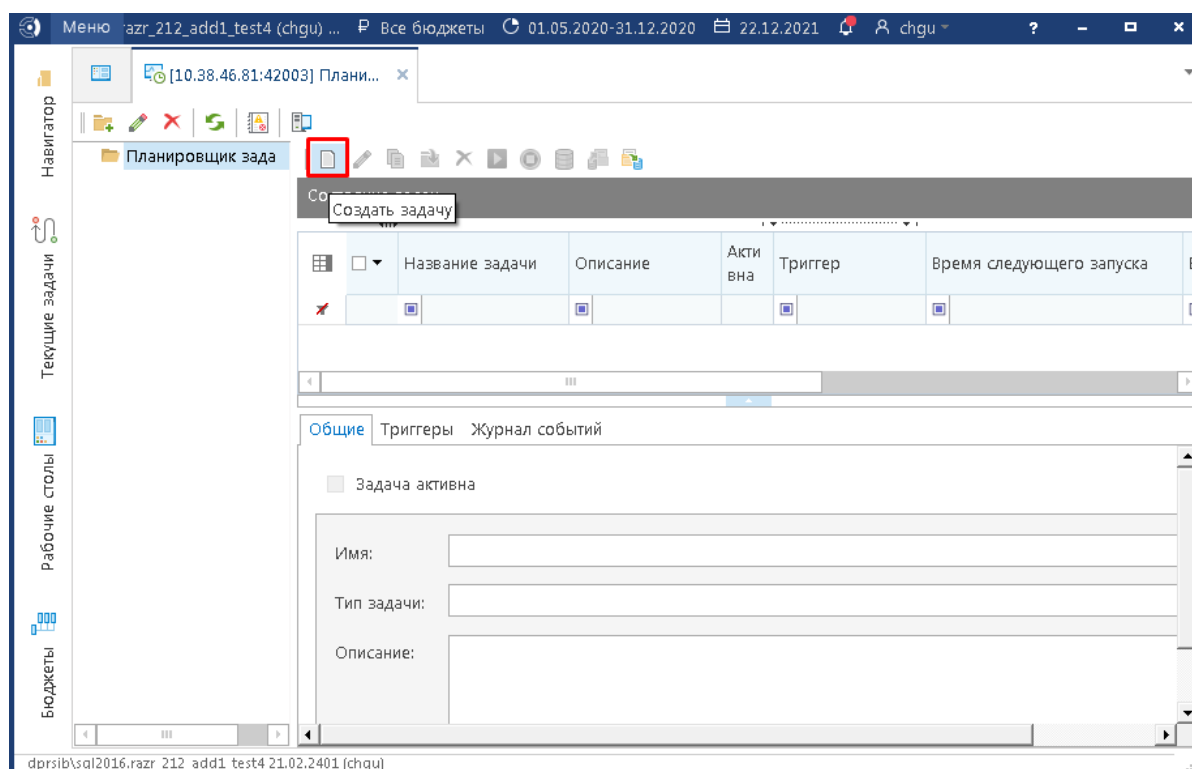 Меню azr_212_add1_test4 (chgu) ... ₽ Все бюджеты 01.05.2020-31.12.2020 22.12.2021 chgu ?
[10.38.46.81:42003] Плани...
Навигатор
Текущие задачи
Рабочие столы
Бюджеты
Планировщик зада
Создать задачу
Название задачи Описание Акти Триггер Время следующего запуска
вна
Общие Триггеры Журнал событий
Задача активна
Имя:
Тип задачи:
Описание:
dprsib\sql2016.razr_212_add1_test4 21.02.2401 (chgu)